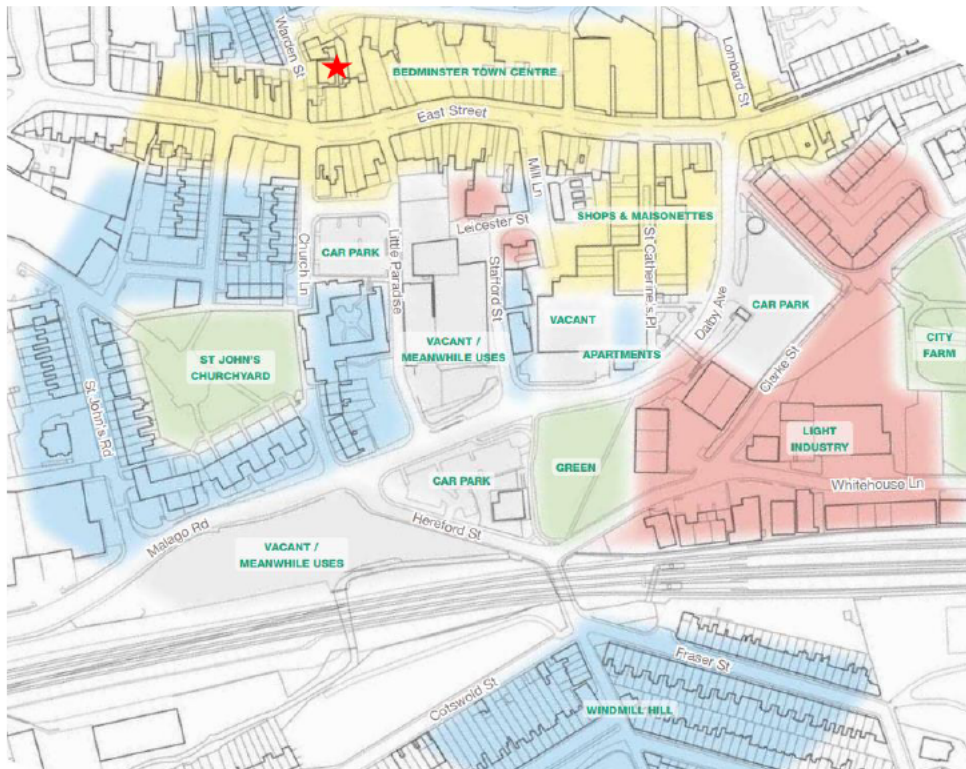 Warden St
Lombard St
BEDMINSTER TOWN CENTRE
East Street
Mill Ln
Leicester St
SHOPS & MAISONETTES
Church Ln
CAR PARK
Little Paradise
Stafford St
St Catherine's Pl
Dalby Ave
CAR PARK
VACANT
VACANT /
MEANWHILE USES
APARTMENTS
CITY
FARM
ST JOHN'S
CHURCHYARD
Clarke St
St. John's Rd
LIGHT
INDUSTRY
GREEN
CAR PARK
Whitehouse Ln
Malago Rd
Hereford St
VACANT /
MEANWHILE USES
Fraser St
Cotswold St
WINDMILL HILL